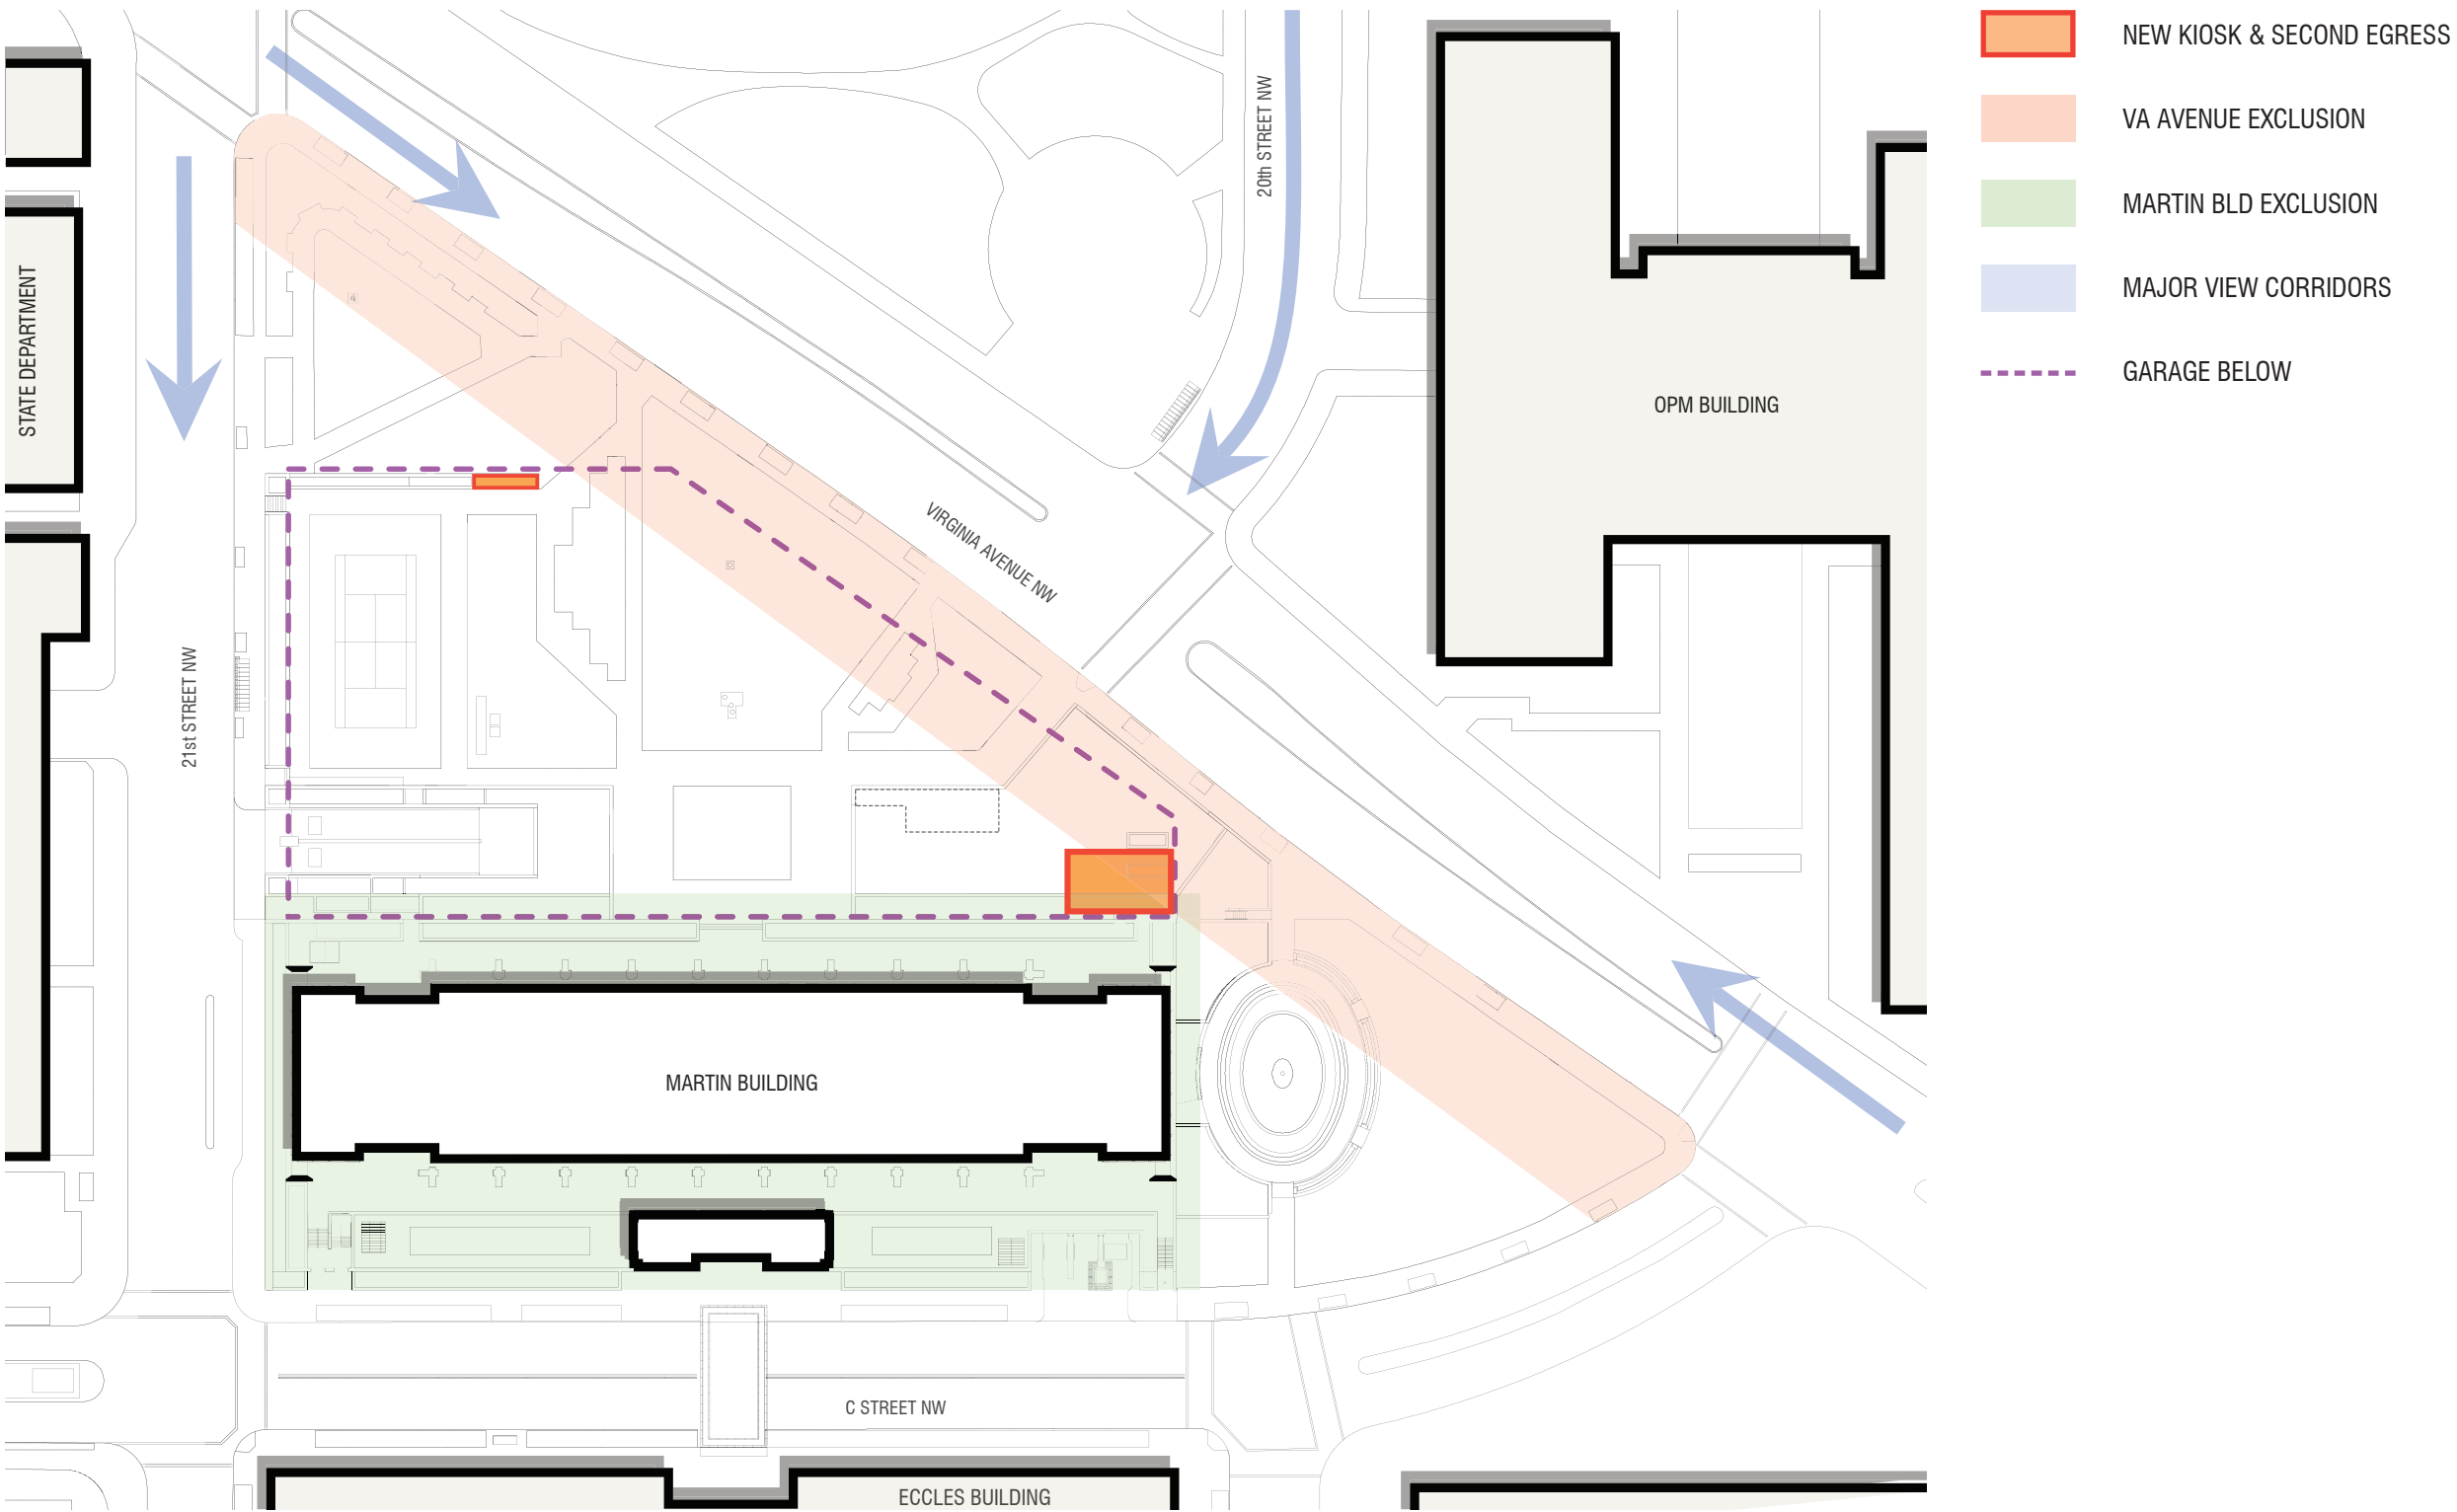 NEW KIOSK & SECOND EGRESS
VA AVENUE EXCLUSION
MARTIN BLD EXCLUSION
MAJOR VIEW CORRIDORS
GARAGE BELOW
20th STREET NW
STATE DEPARTMENT
4
OPM BUILDING
VIRGINIA AVENUE NW
21st STREET NW
MARTIN BUILDING
C STREET NW
ECCLES BUILDING